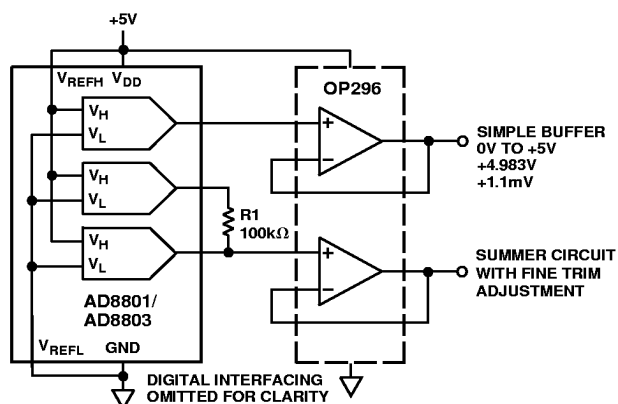 +5V
VREFH VDD
OP296
VH
VL
+
−
SIMPLE BUFFER
0V TO +5V
+4.983V
+1.1mV
VH
VL
R1
100kΩ
VH
VL
+
−
SUMMER CIRCUIT
WITH FINE TRIM
ADJUSTMENT
AD8801/
AD8803
VREFL GND
DIGITAL INTERFACING
OMITTED FOR CLARITY